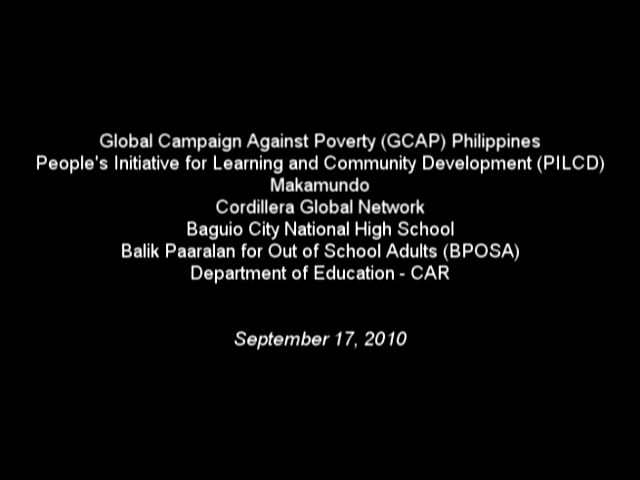 Global Campaign Against Poverty (GCAP) Philippines
People's Initiative for Learning and Community Development (PILCD)
Makamundo
Cordillera Global Network
Baguio City National High School
Balik Paaralan for Out of School Adults (BPOSA)
Department of Education - CAR
September 17, 2010